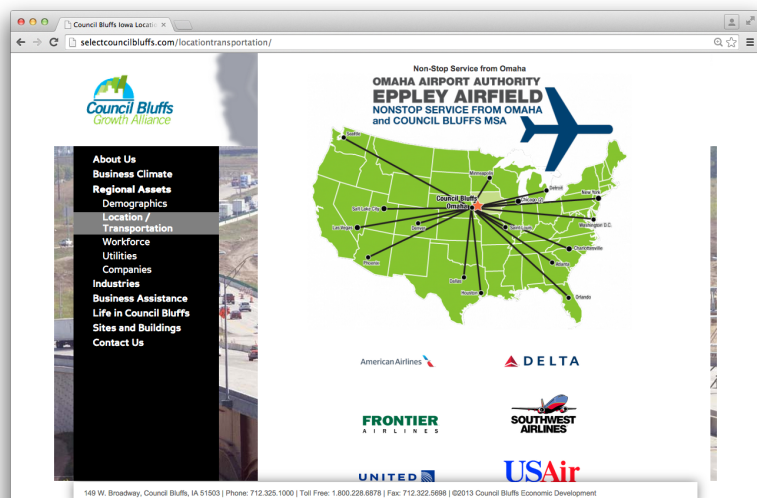 Council Bluffs Iowa Locatio
selectcouncilbluffs.com/locationtransportation/
Council Bluffs
Growth Alliance
About Us
Business Climate
Regional Assets
Demographics
Location /
Transportation
Workforce
Utilities
Companies
Industries
Business Assistance
Life in Council Bluffs
Sites and Buildings
Contact Us
Non-Stop Service from Omaha
OMAHA AIRPORT AUTHORITY
EPPLEY AIRFIELD
NONSTOP SERVICE FROM OMAHA
and COUNCIL BLUFFS MSA
Seattle
Minneapolis
Detroit
New York
Council Bluffs
Omaha
Chicago
Salt Lake City
Las Vegas
Denver
Saint Louis
Washington D.C.
Charlottesville
Phoenix
Atlanta
Dallas
Houston
Orlando
American Airlines
DELTA
FRONTIER
AIRLINES
SOUTHWEST
AIRLINES
UNITED
USAir
149 W. Broadway, Council Bluffs, IA 51503 | Phone: 712.325.1000 | Toll Free: 1.800.228.6878 | Fax: 712.322.5698 | ©2013 Council Bluffs Economic Development